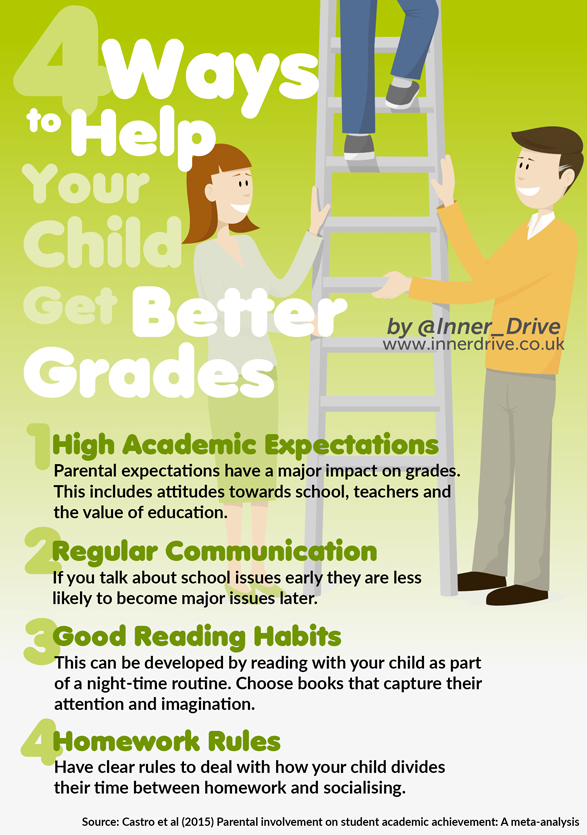 4 Ways
to Help
Your
Child
Get Better
Grades
by @Inner_Drive
www.innerdrive.co.uk
1 High Academic Expectations
Parental expectations have a major impact on grades.
This includes attitudes towards school, teachers and
the value of education.
2 Regular Communication
If you talk about school issues early they are less
likely to become major issues later.
3 Good Reading Habits
This can be developed by reading with your child as part
of a night-time routine. Choose books that capture their
attention and imagination.
4 Homework Rules
Have clear rules to deal with how your child divides
their time between homework and socialising.
Source: Castro et al (2015) Parental involvement on student academic achievement: A meta-analysis